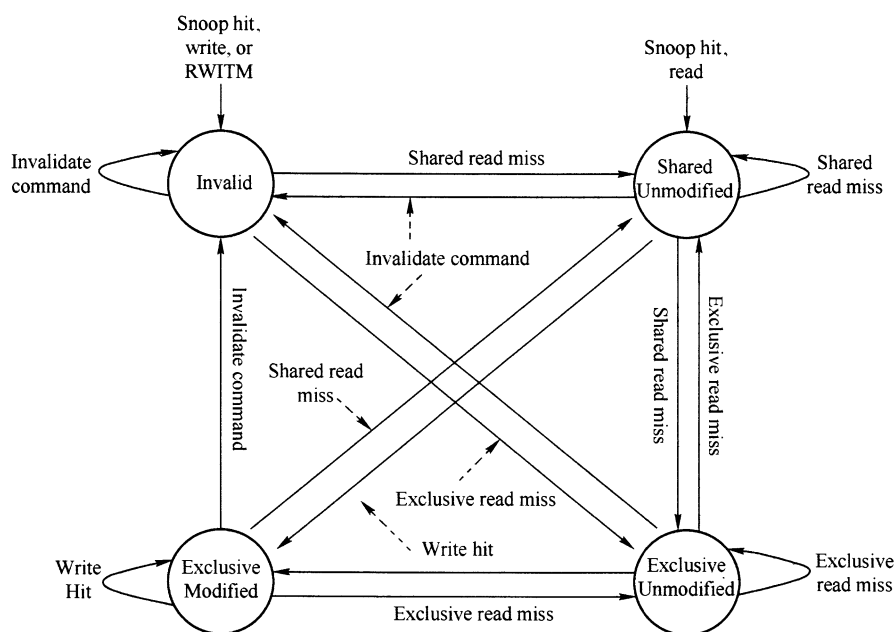 Snoop hit,
write, or
RWITM
Snoop hit,
read
Invalidate
command
Invalid
Shared read miss
Shared
Unmodified
Shared
read miss
Invalidate command
Invalidate command
Shared read
miss
Shared read miss
Exclusive read miss
Exclusive read miss
Write hit
Write
Hit
Exclusive
Modified
Exclusive read miss
Exclusive
Unmodified
Exclusive
read miss